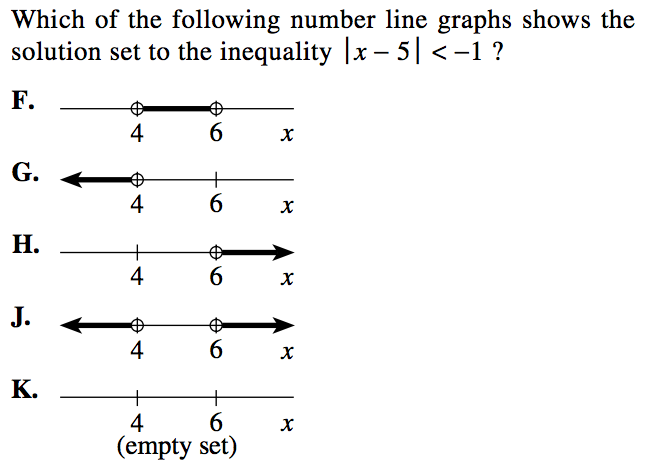 Which of the following number line graphs shows the
solution set to the inequality |x – 5| < –1 ?
F.
4 6 x
G.
4 6 x
H.
4 6 x
J.
4 6 x
K.
4 6 x
(empty set)